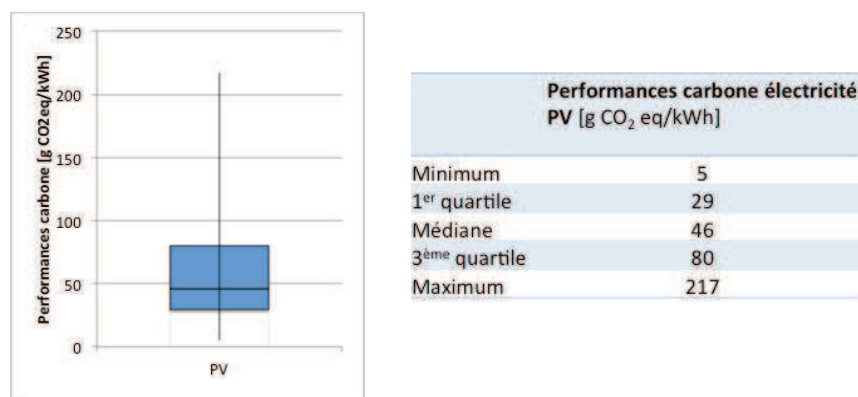 250
200
150
100
50
0
Performances carbone [g CO2eq/kWh]
PV
Performances carbone électricité
PV [g CO₂ eq/kWh]
Minimum 5
1er quartile 29
Médiane 46
3ème quartile 80
Maximum 217